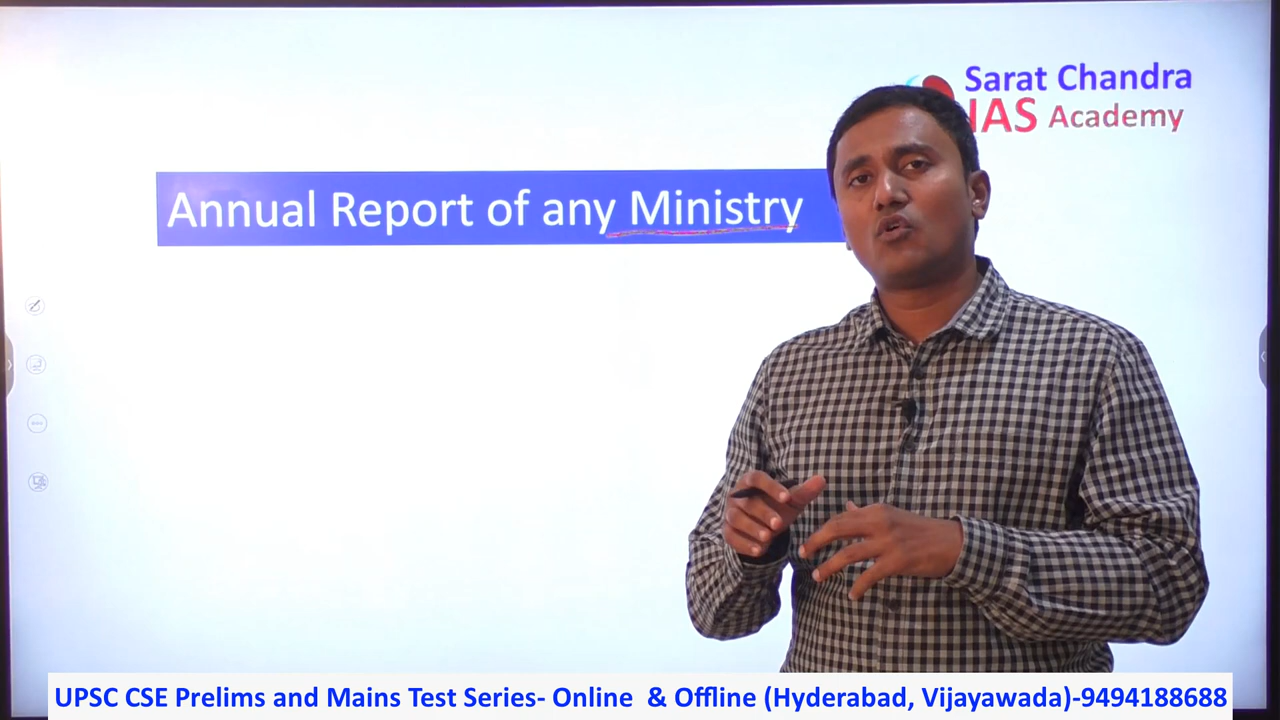 Sarat Chandra
IAS Academy
Annual Report of any Ministry
UPSC CSE Prelims and Mains Test Series- Online & Offline (Hyderabad, Vijayawada)-9494188688